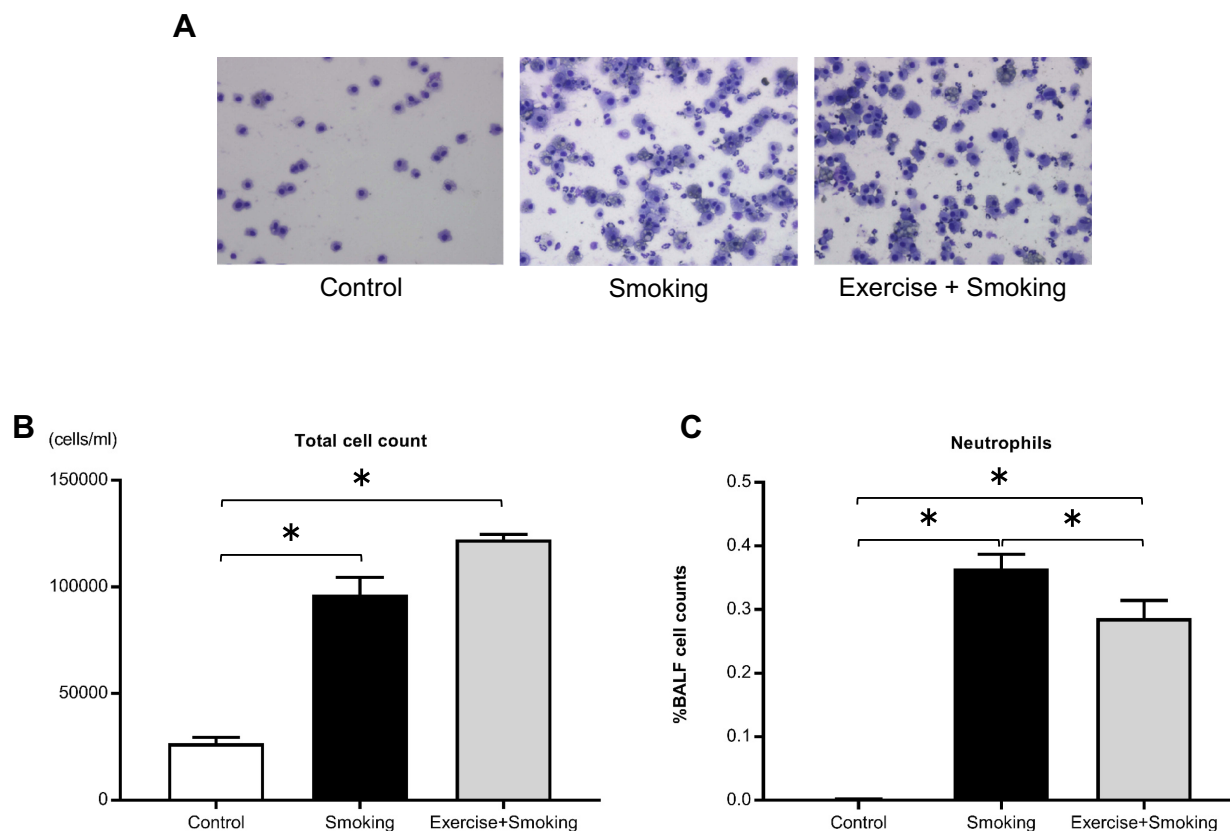 A
Control
Smoking
Exercise + Smoking
B
(cells/ml)
Total cell count
150000
100000
50000
0
*
*
Control
Smoking
Exercise+Smoking
C
Neutrophils
%BALF cell counts
0.5
0.4
0.3
0.2
0.1
0.0
*
*
*
Control
Smoking
Exercise+Smoking